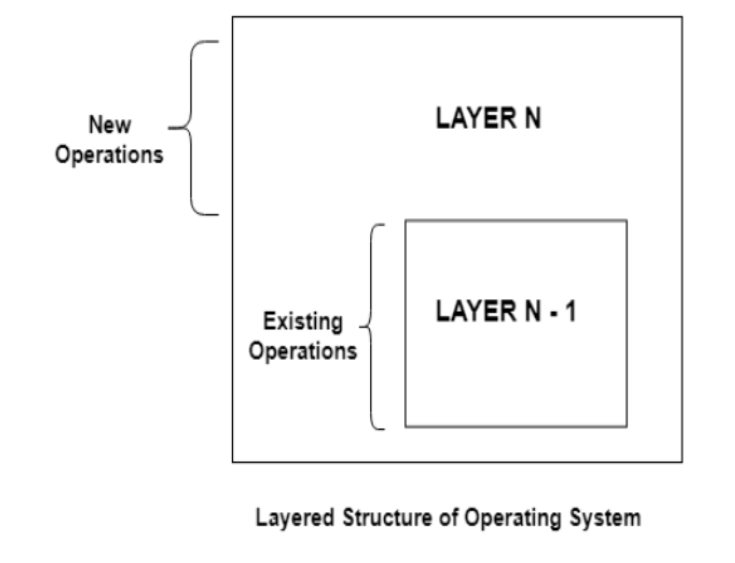 LAYER N
New
Operations
LAYER N - 1
Existing
Operations
Layered Structure of Operating System